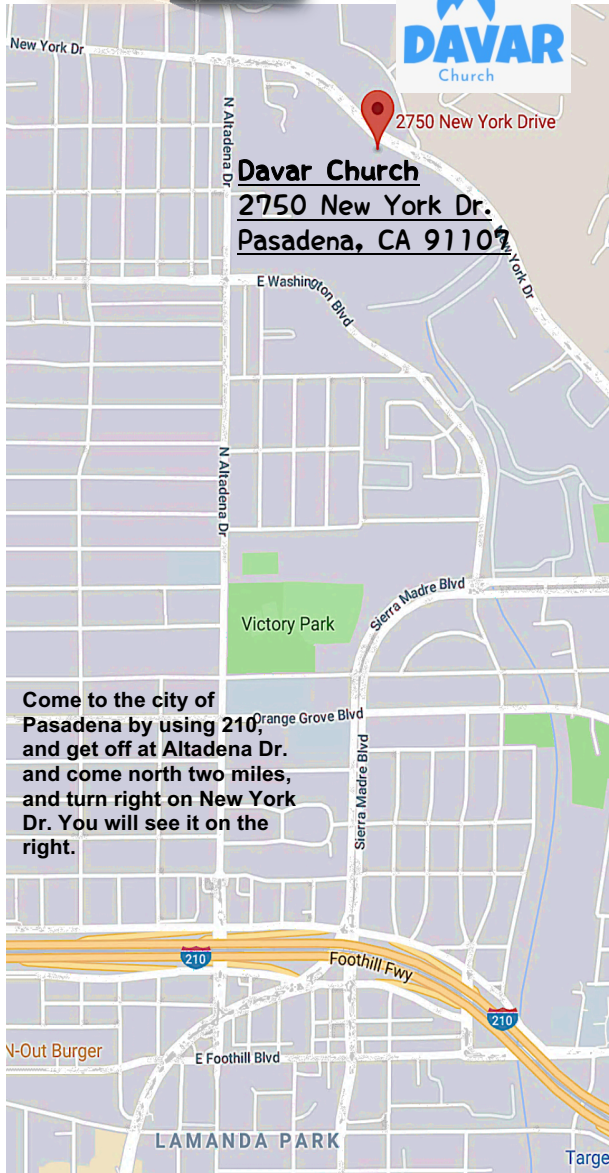 DAVAR
Church
New York Dr
2750 New York Drive
N Altadena Dr
Davar Church
2750 New York Dr.
Pasadena, CA 91107
New York Dr
E Washington Blvd
N Altadena Dr
Sierra Madre Blvd
Victory Park
Come to the city of
Pasadena by using 210,
and get off at Altadena Dr.
and come north two miles,
and turn right on New York
Dr. You will see it on the
right.
Orange Grove Blvd
Sierra Madre Blvd
210
Foothill Fwy
210
N-Out Burger
E Foothill Blvd
LAMANDA PARK
Targe